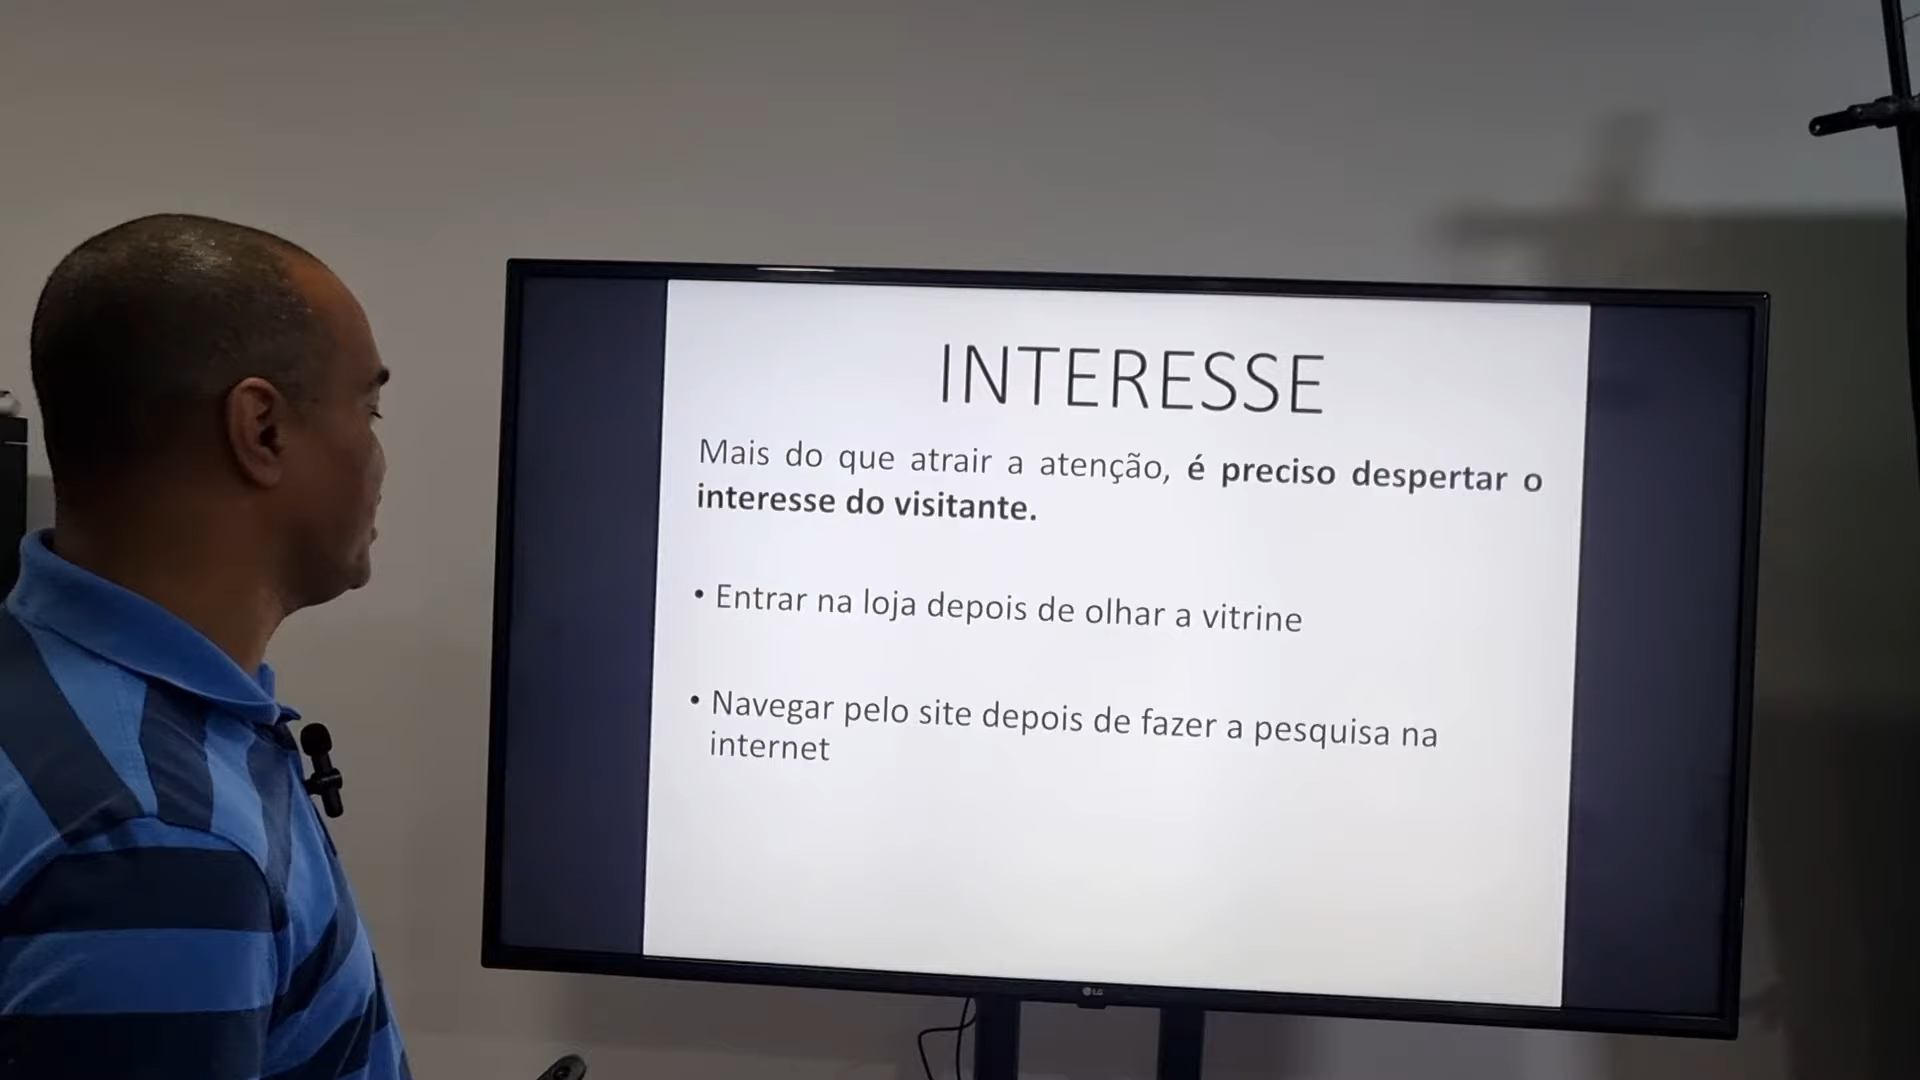 INTERESSE
Mais do que atrair a atenção, é preciso despertar o
interesse do visitante.
• Entrar na loja depois de olhar a vitrine
• Navegar pelo site depois de fazer a pesquisa na
internet
LG